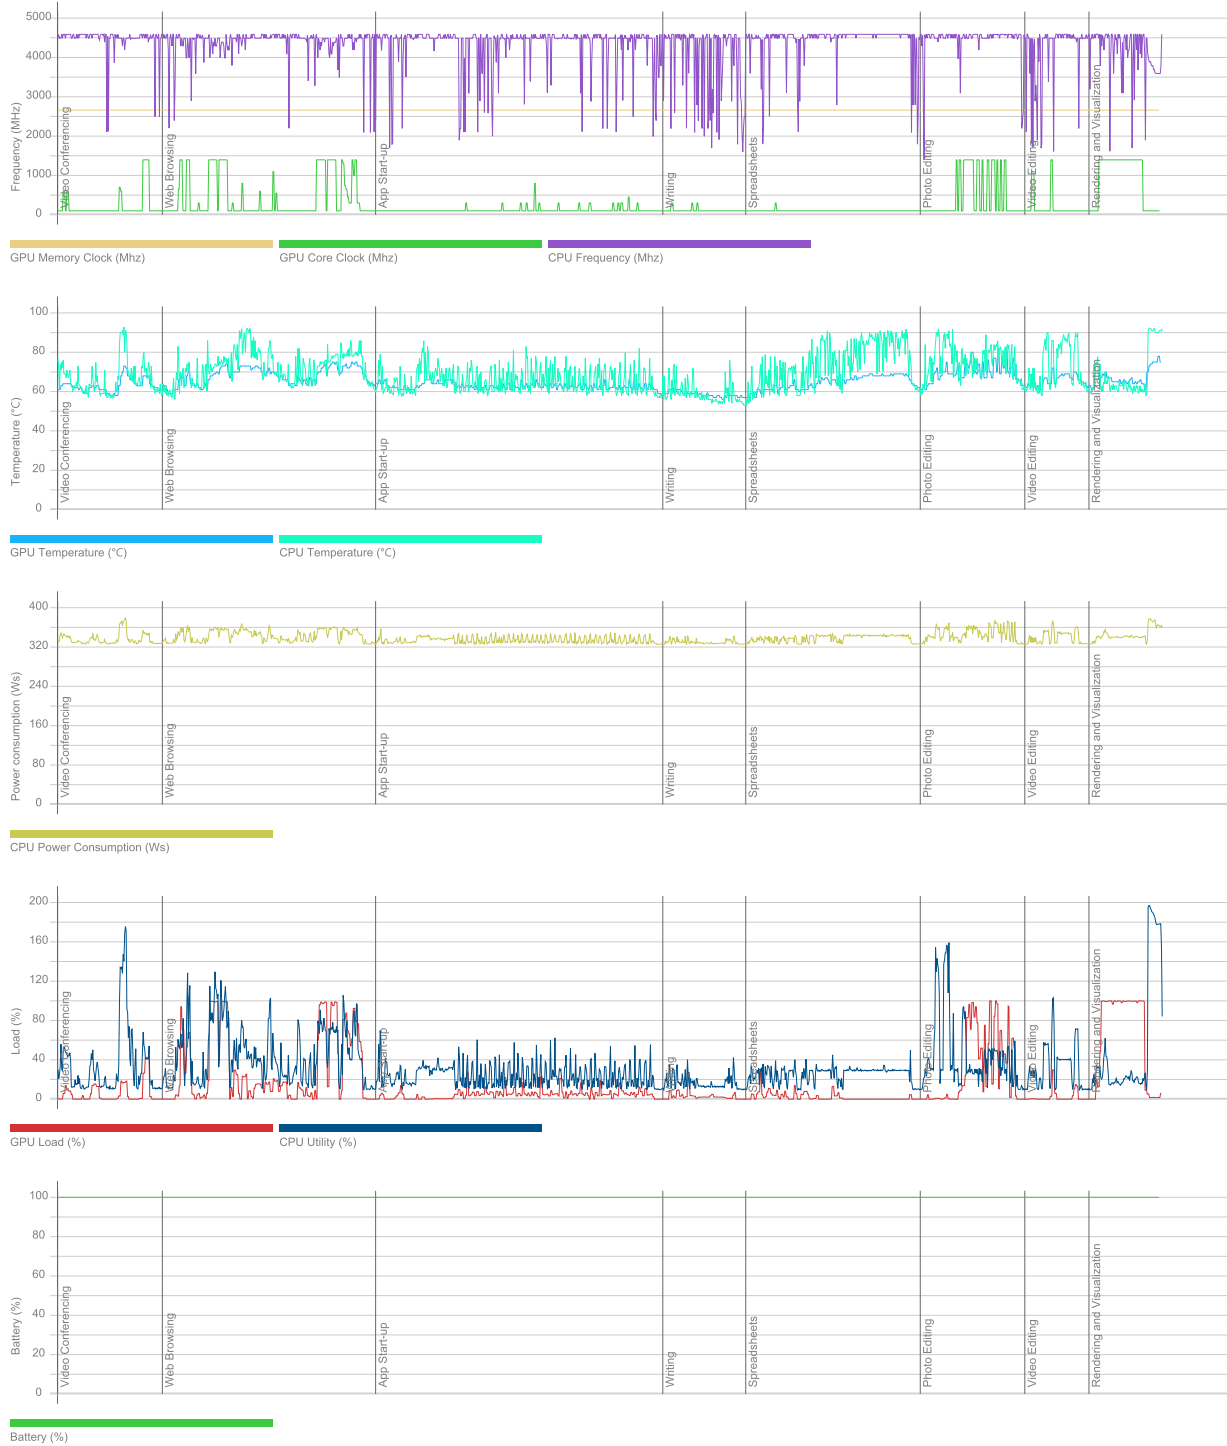 5000
4000
3000
2000
1000
0
Frequency (MHz)
Video Conferencing
Web Browsing
App Start-up
Writing
Spreadsheets
Photo Editing
Video Editing
Rendering and Visualization
GPU Memory Clock (Mhz)
GPU Core Clock (Mhz)
CPU Frequency (Mhz)
100
80
60
40
20
0
Temperature (°C)
Video Conferencing
Web Browsing
App Start-up
Writing
Spreadsheets
Photo Editing
Video Editing
Rendering and Visualization
GPU Temperature (°C)
CPU Temperature (°C)
400
320
240
160
80
0
Power consumption (Ws)
Video Conferencing
Web Browsing
App Start-up
Writing
Spreadsheets
Photo Editing
Video Editing
Rendering and Visualization
CPU Power Consumption (Ws)
200
160
120
80
40
0
Load (%)
Video Conferencing
Web Browsing
App Start-up
Writing
Spreadsheets
Photo Editing
Video Editing
Rendering and Visualization
GPU Load (%)
CPU Utility (%)
100
80
60
40
20
0
Battery (%)
Video Conferencing
Web Browsing
App Start-up
Writing
Spreadsheets
Photo Editing
Video Editing
Rendering and Visualization
Battery (%)